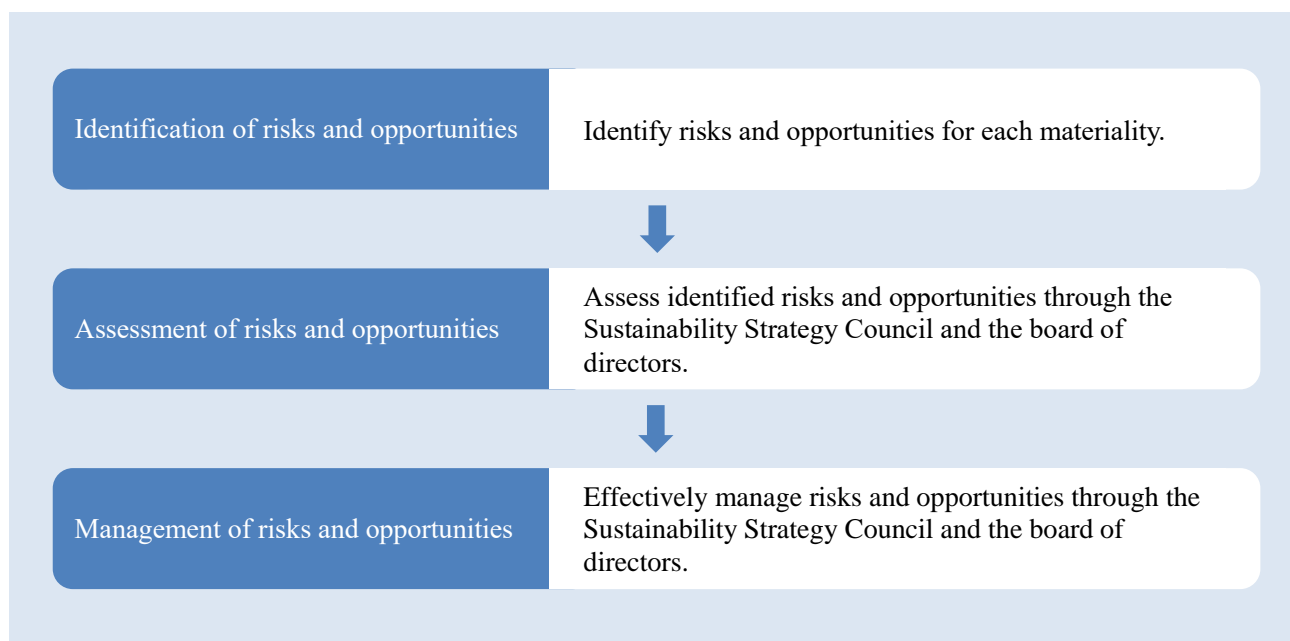 Identification of risks and opportunities
Identify risks and opportunities for each materiality.
Assessment of risks and opportunities
Assess identified risks and opportunities through the
Sustainability Strategy Council and the board of
directors.
Management of risks and opportunities
Effectively manage risks and opportunities through the
Sustainability Strategy Council and the board of
directors.